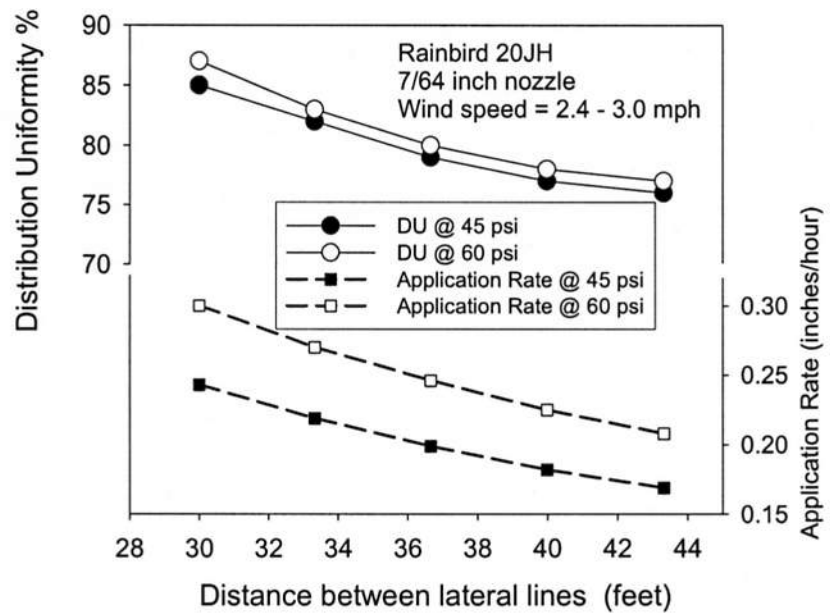 Distribution Uniformity %
90
85
80
75
70
Rainbird 20JH
7/64 inch nozzle
Wind speed = 2.4 - 3.0 mph
DU @ 45 psi
DU @ 60 psi
Application Rate @ 45 psi
Application Rate @ 60 psi
0.30
0.25
0.20
0.15
Application Rate (inches/hour)
28 30 32 34 36 38 40 42 44
Distance between lateral lines (feet)